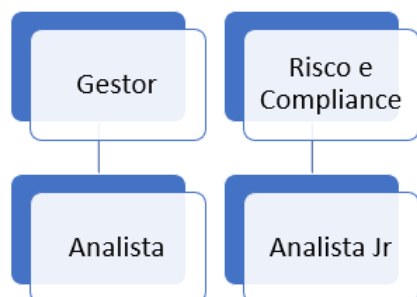 Gestor
Risco e
Compliance
Analista
Analista Jr